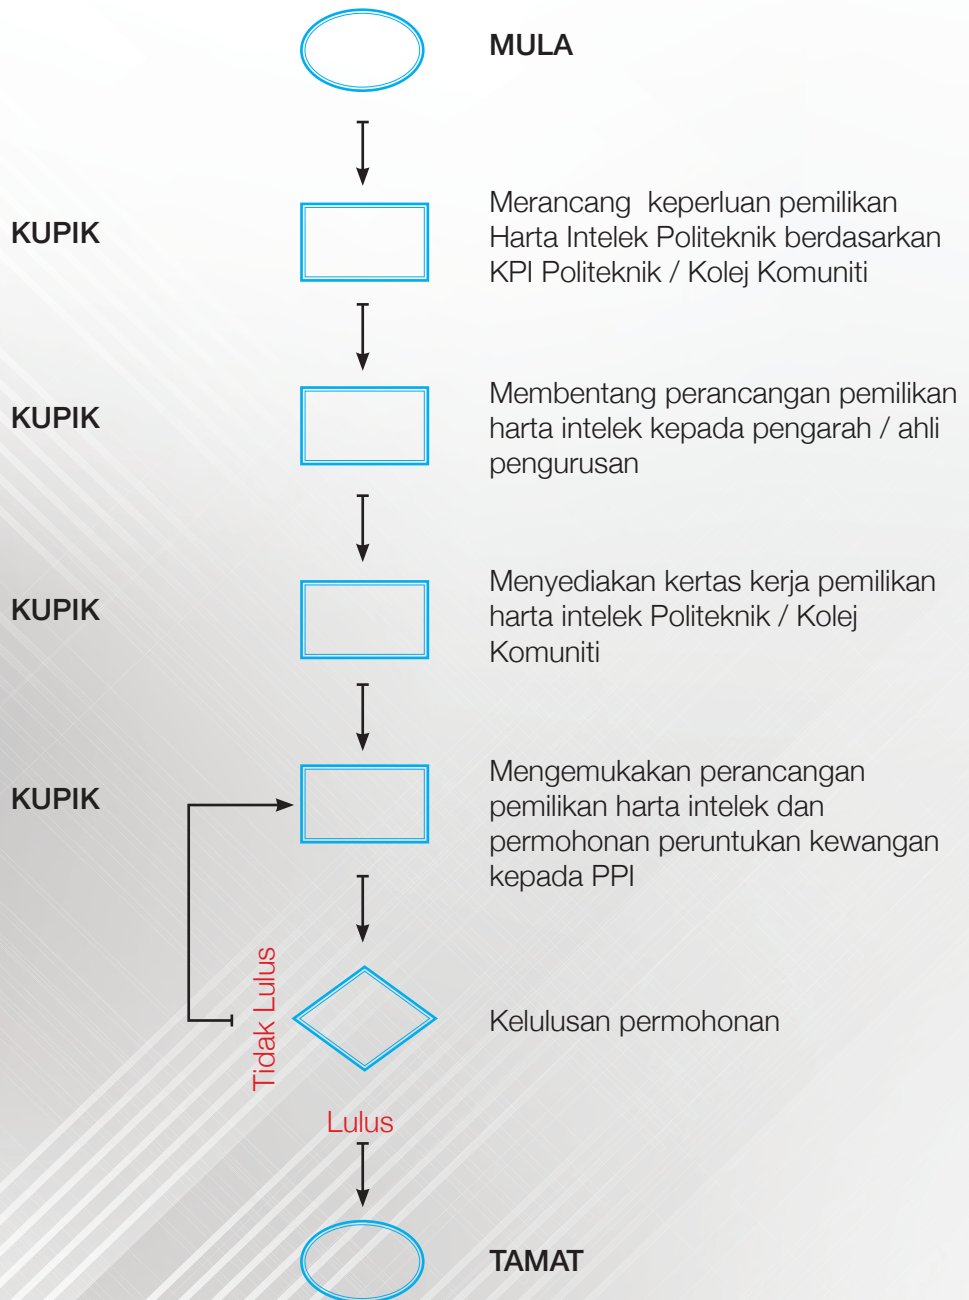 MULA
KUPIK
Merancang keperluan pemilikan
Harta Intelek Politeknik berdasarkan
KPI Politeknik / Kolej Komuniti
KUPIK
Membentang perancangan pemilikan
harta intelek kepada pengarah / ahli
pengurusan
KUPIK
Menyediakan kertas kerja pemilikan
harta intelek Politeknik / Kolej
Komuniti
KUPIK
Mengemukakan perancangan
pemilikan harta intelek dan
permohonan peruntukan kewangan
kepada PPI
Tidak Lulus
Kelulusan permohonan
Lulus
TAMAT